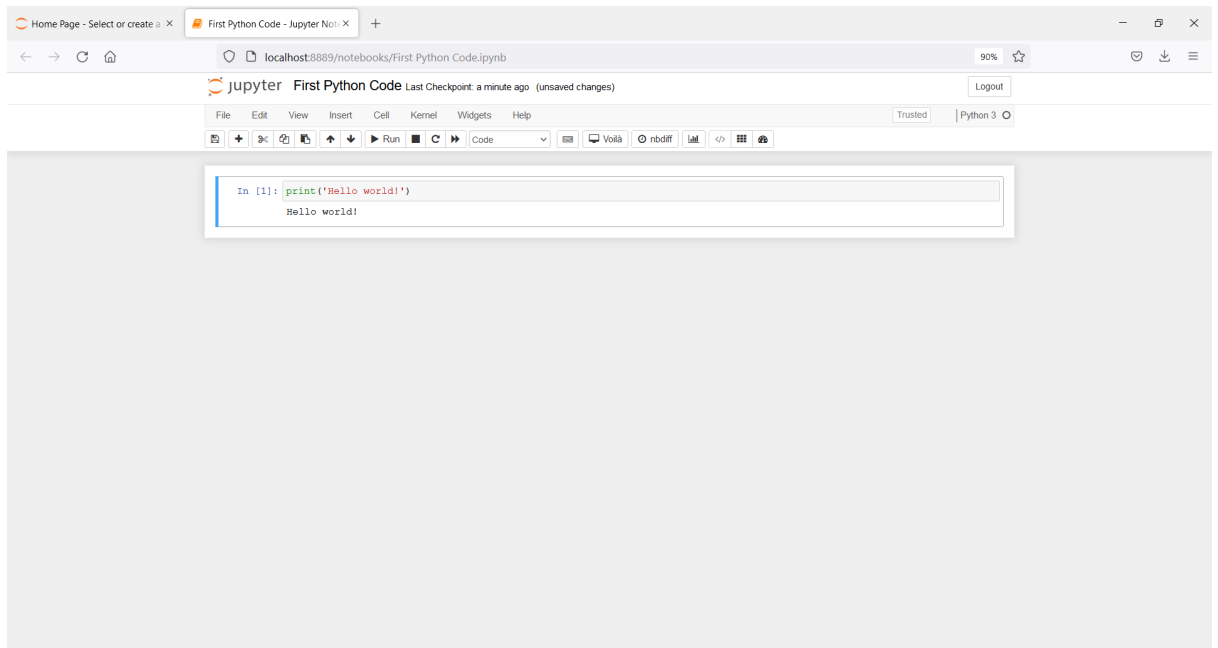 Home Page - Select or create a
First Python Code - Jupyter Note
localhost:8889/notebooks/First Python Code.ipynb
90%
jupyter First Python Code Last Checkpoint: a minute ago (unsaved changes)
Logout
File Edit View Insert Cell Kernel Widgets Help
Trusted
Python 3
Run
Code
Voilà
nbdiff
In [1]: print('Hello world!')
Hello world!